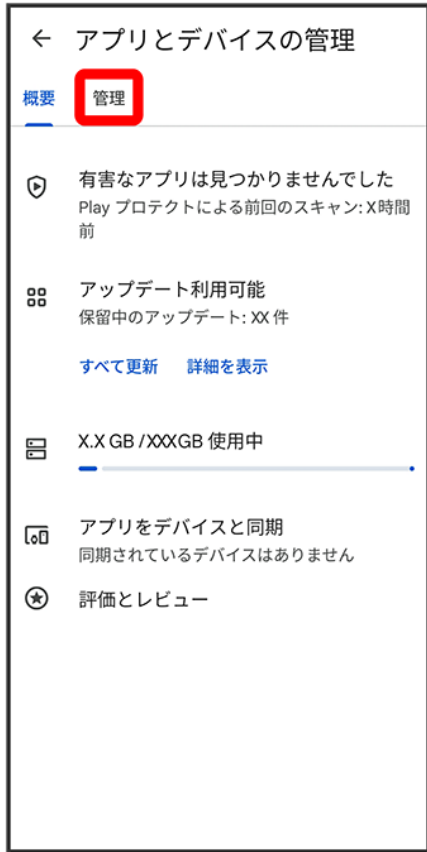 アプリとデバイスの管理
概要 管理
有害なアプリは見つかりませんでした
Play プロテクトによる前回のスキャン: X時間
前
アップデート利用可能
保留中のアップデート: XX 件
すべて更新 詳細を表示
X.X GB /XXXGB 使用中
アプリをデバイスと同期
同期されているデバイスはありません
評価とレビュー